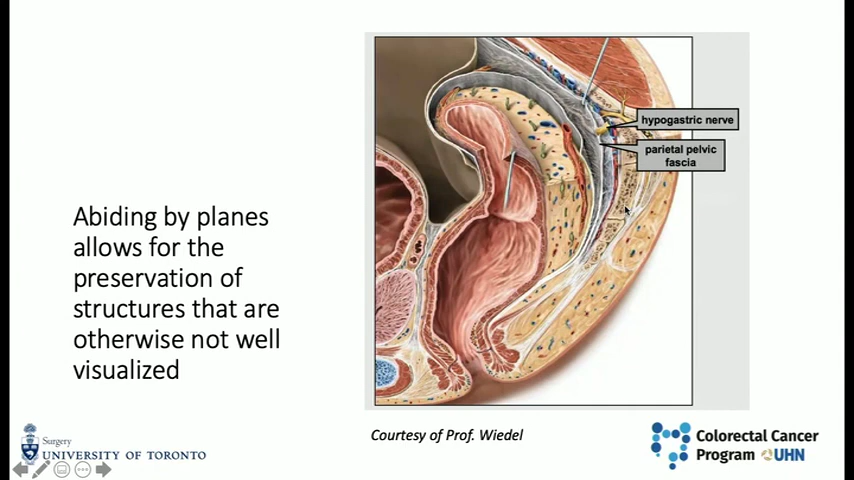 hypogastric nerve
parietal pelvic
fascia
Abiding by planes
allows for the
preservation of
structures that are
otherwise not well
visualized
Courtesy of Prof. Wiedel
Surgery
UNIVERSITY OF TORONTO
Colorectal Cancer
Program UHN